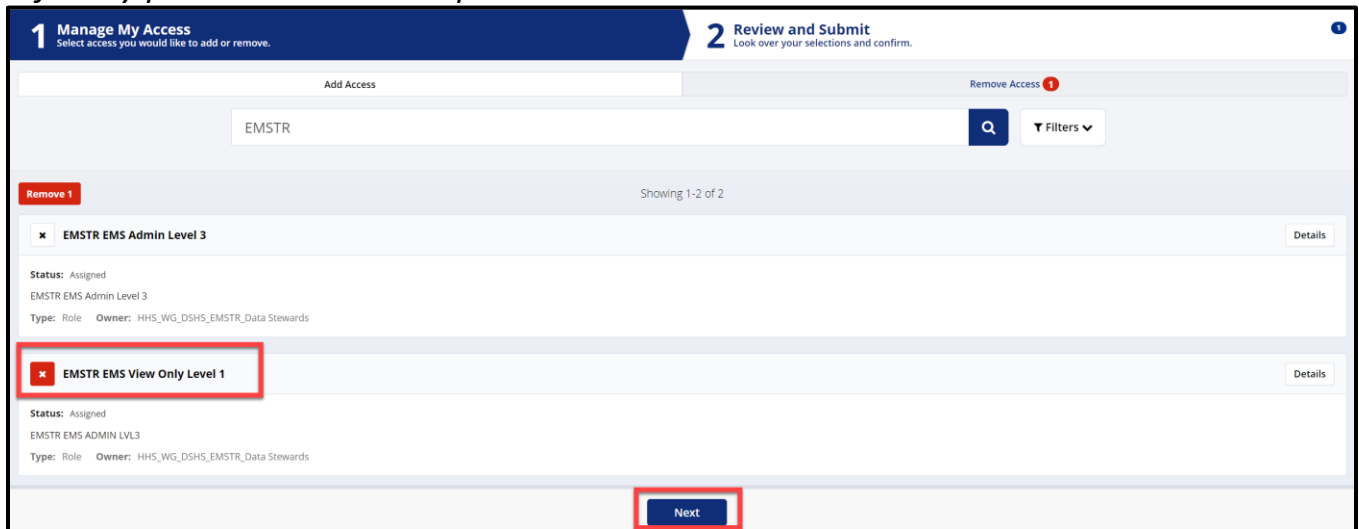 1 Manage My Access
Select access you would like to add or remove.
2 Review and Submit
Look over your selections and confirm.
1
Add Access
Remove Access 1
EMSTR
Filters
Remove 1
Showing 1-2 of 2
EMSTR EMS Admin Level 3
Details
Status: Assigned
EMSTR EMS Admin Level 3
Type: Role Owner: HHS_WG_DSHS_EMSTR_Data Stewards
EMSTR EMS View Only Level 1
Details
Status: Assigned
EMSTR EMS ADMIN LVL3
Type: Role Owner: HHS_WG_DSHS_EMSTR_Data Stewards
Next